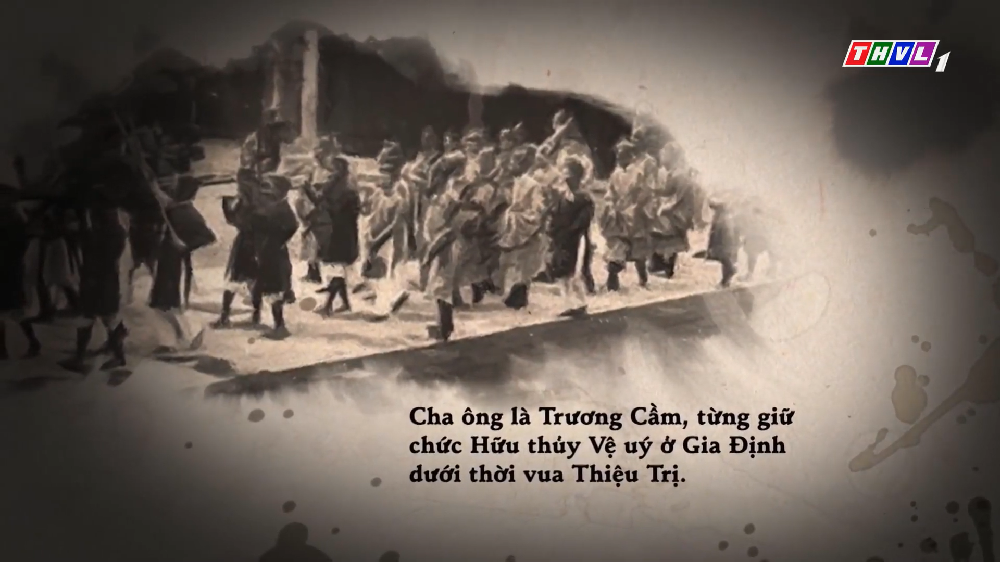 THVL1
Cha ông là Trương Cầm, từng giữ
chức Hữu thủy Vệ uý ở Gia Định
dưới thời vua Thiệu Trị.